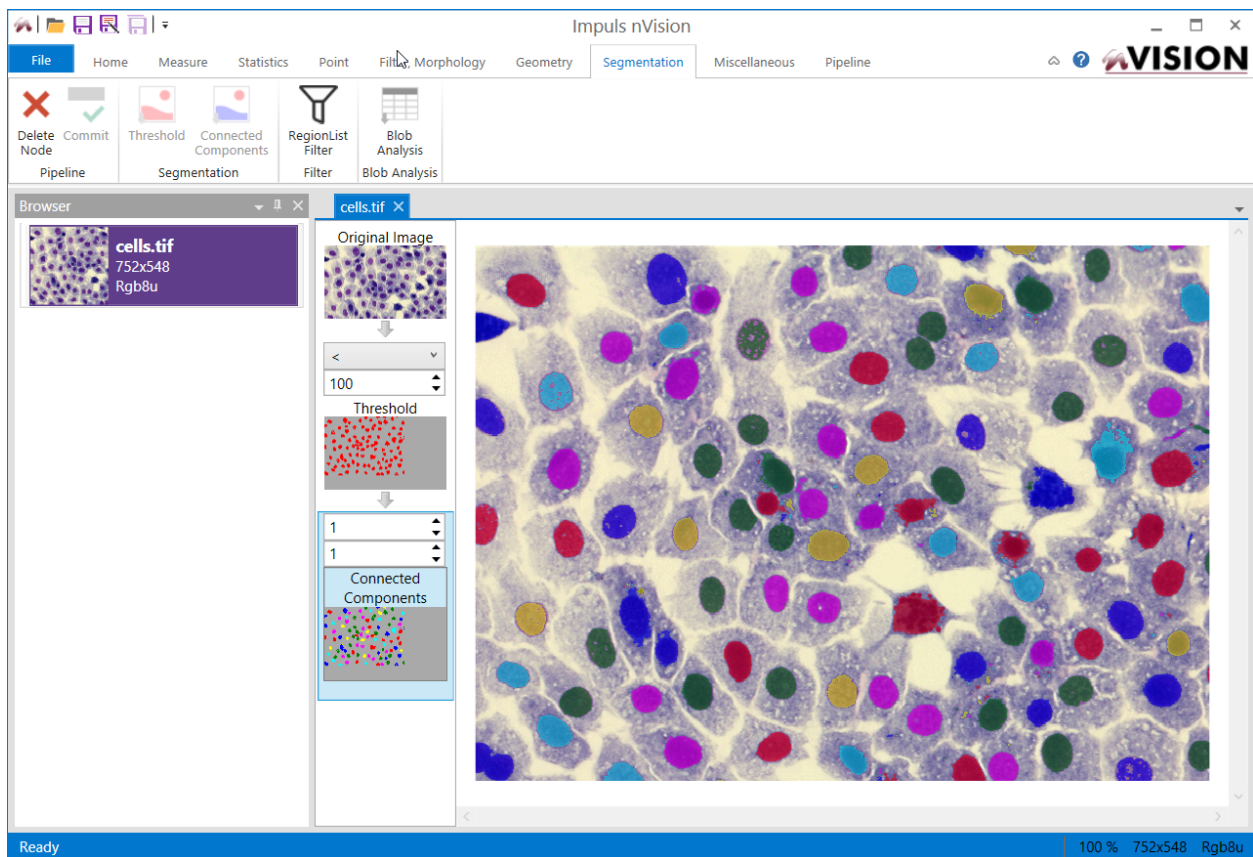 Impuls nVision
File Home Measure Statistics Point Filter, Morphology Geometry Segmentation Miscellaneous Pipeline
nVISION
Delete Node
Commit
Threshold
Connected Components
RegionList Filter
Blob Analysis
Pipeline Segmentation Filter Blob Analysis
Browser
cells.tif
752x548
Rgb8u
cells.tif
Original Image
<
100
Threshold
1
1
Connected
Components
Ready 100 % 752x548 Rgb8u